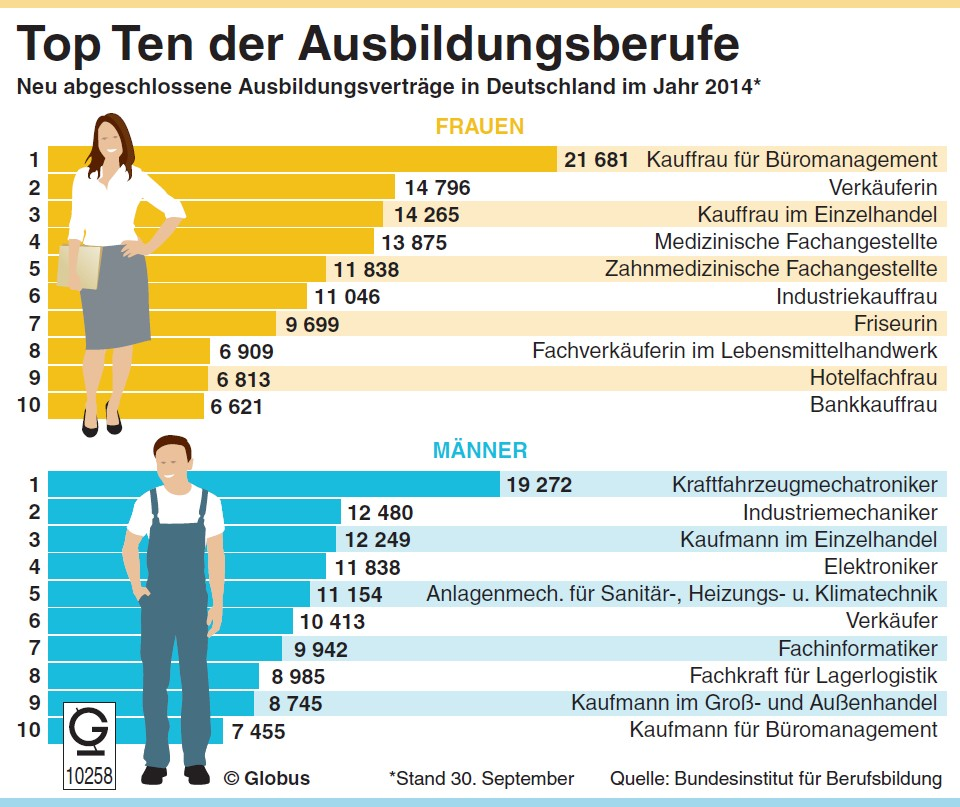 Top Ten der Ausbildungsberufe
Neu abgeschlossene Ausbildungsverträge in Deutschland im Jahr 2014*
FRAUEN
1 21 681 Kauffrau für Büromanagement
2 14 796 Verkäuferin
3 14 265 Kauffrau im Einzelhandel
4 13 875 Medizinische Fachangestellte
5 11 838 Zahnmedizinische Fachangestellte
6 11 046 Industriekauffrau
7 9 699 Friseurin
8 6 909 Fachverkäuferin im Lebensmittelhandwerk
9 6 813 Hotelfachfrau
10 6 621 Bankkauffrau
MÄNNER
1 19 272 Kraftfahrzeugmechatroniker
2 12 480 Industriemechaniker
3 12 249 Kaufmann im Einzelhandel
4 11 838 Elektroniker
5 11 154 Anlagenmech. für Sanitär-, Heizungs- u. Klimatechnik
6 10 413 Verkäufer
7 9 942 Fachinformatiker
8 8 985 Fachkraft für Lagerlogistik
9 8 745 Kaufmann im Groß- und Außenhandel
10 7 455 Kaufmann für Büromanagement
G
10258 © Globus *Stand 30. September Quelle: Bundesinstitut für Berufsbildung